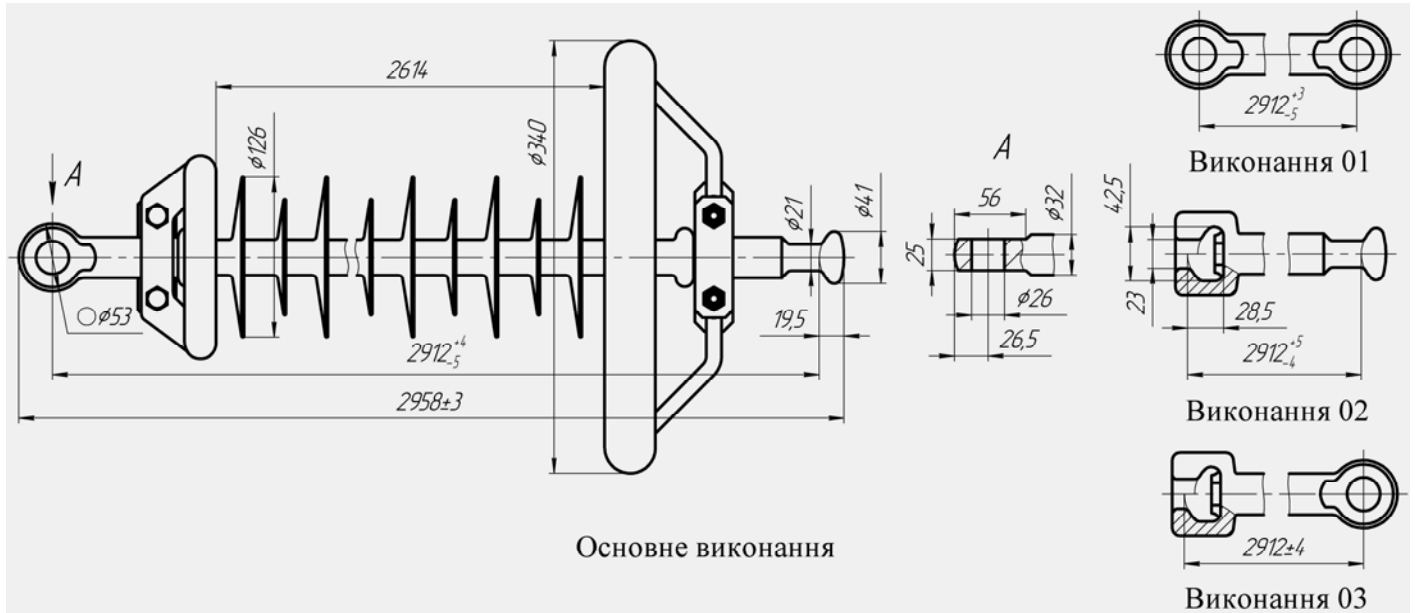 2614
⌀126
⌀340
A
○⌀53
2912 +4 -5
2958±3
⌀21
⌀41
19,5
A
56
⌀32
25
⌀26
26,5
2912 +3 -5
Виконання 01
42,5
23
28,5
2912 +5 -4
Виконання 02
2912±4
Виконання 03
Основне виконання